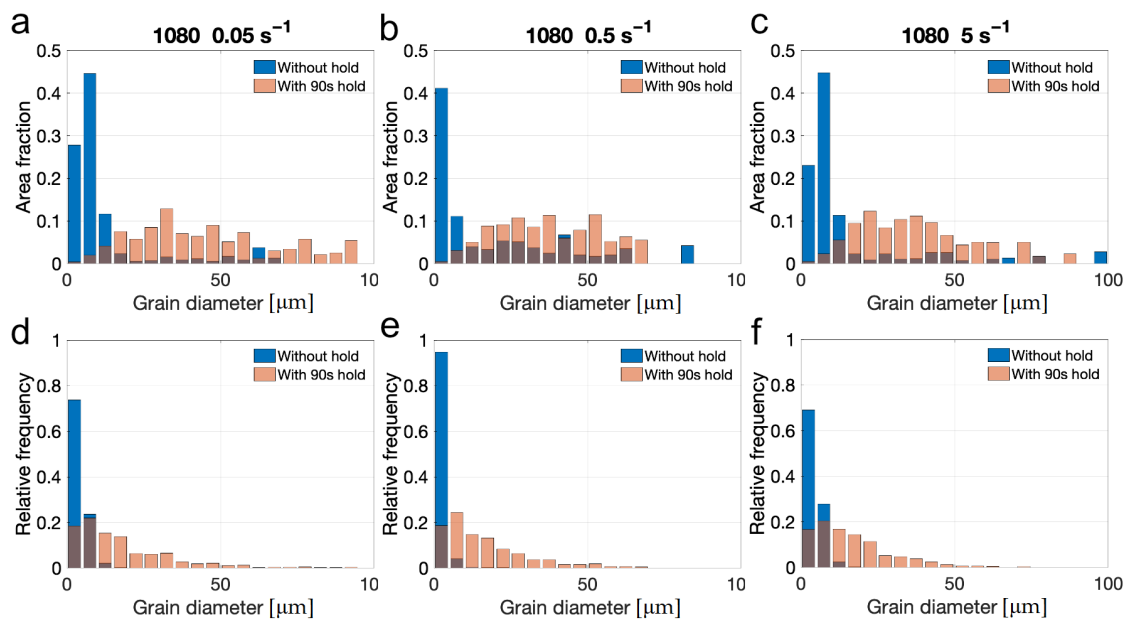 a
1080 0.05 s⁻¹
0.5
0.4
0.3
0.2
0.1
0
Area fraction
Without hold
With 90s hold
0
50
10
Grain diameter [μm]
b
1080 0.5 s⁻¹
0.5
0.4
0.3
0.2
0.1
0
Area fraction
Without hold
With 90s hold
0
50
10
Grain diameter [μm]
c
1080 5 s⁻¹
0.5
0.4
0.3
0.2
0.1
0
Area fraction
Without hold
With 90s hold
0
50
100
Grain diameter [μm]
d
1
0.8
0.6
0.4
0.2
0
Relative frequency
Without hold
With 90s hold
0
50
10
Grain diameter [μm]
e
1
0.8
0.6
0.4
0.2
0
Relative frequency
Without hold
With 90s hold
0
50
10
Grain diameter [μm]
f
1
0.8
0.6
0.4
0.2
0
Relative frequency
Without hold
With 90s hold
0
50
100
Grain diameter [μm]